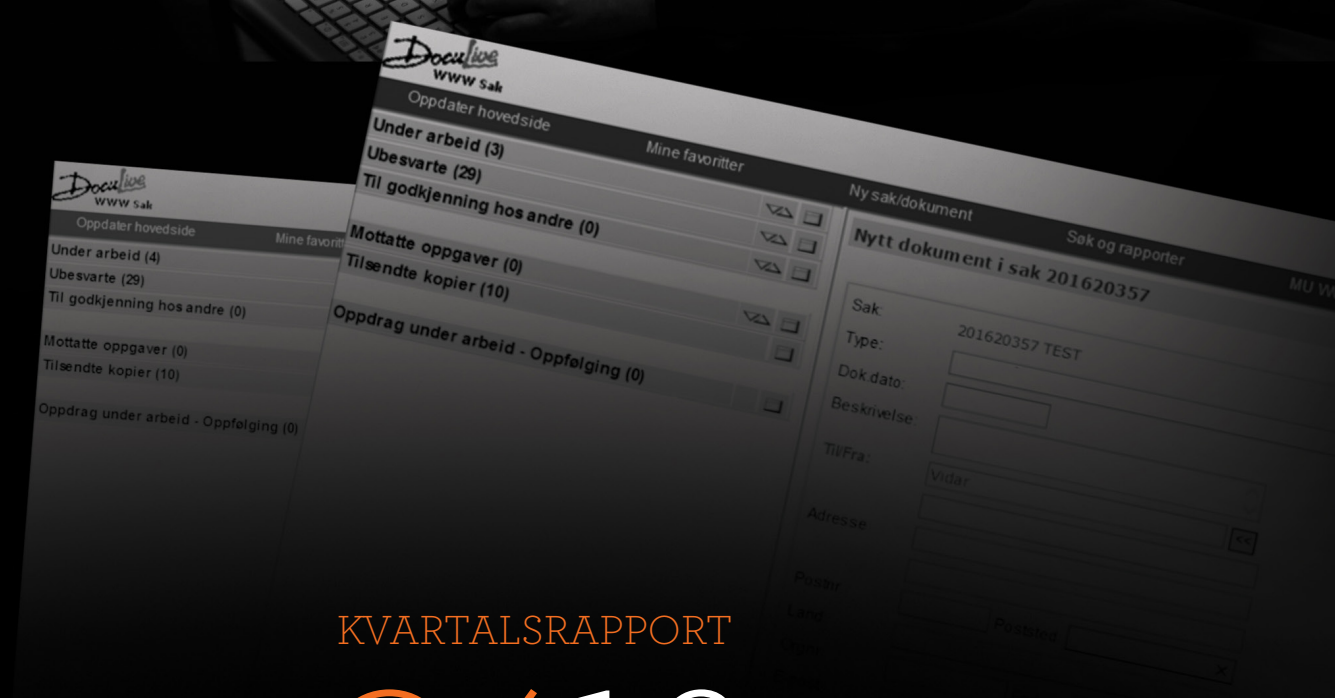 DocuLive
WWW Sak
Oppdater hovedside
Mine favoritter
Ny sak/dokument
Søk og rapporter
MU
Under arbeid (3)
Ubesvarte (29)
Til godkjenning hos andre (0)
Mottatte oppgaver (0)
Tilsendte kopier (10)
Oppdrag under arbeid - Oppfølging (0)
Nytt dokument i sak 201620357
Sak: 201620357 TEST
Type:
Dok.dato:
Beskrivelse:
Til/Fra:
Vidar
<<
Adresse
Postnr
Poststed
Land:
DocuLive
WWW Sak
Oppdater hovedside
Mine favoritt
Under arbeid (4)
Ubesvarte (29)
Til godkjenning hos andre (0)
Mottatte oppgaver (0)
Tilsendte kopier (10)
Oppdrag under arbeid - Oppfølging (0)
KVARTALSRAPPORT